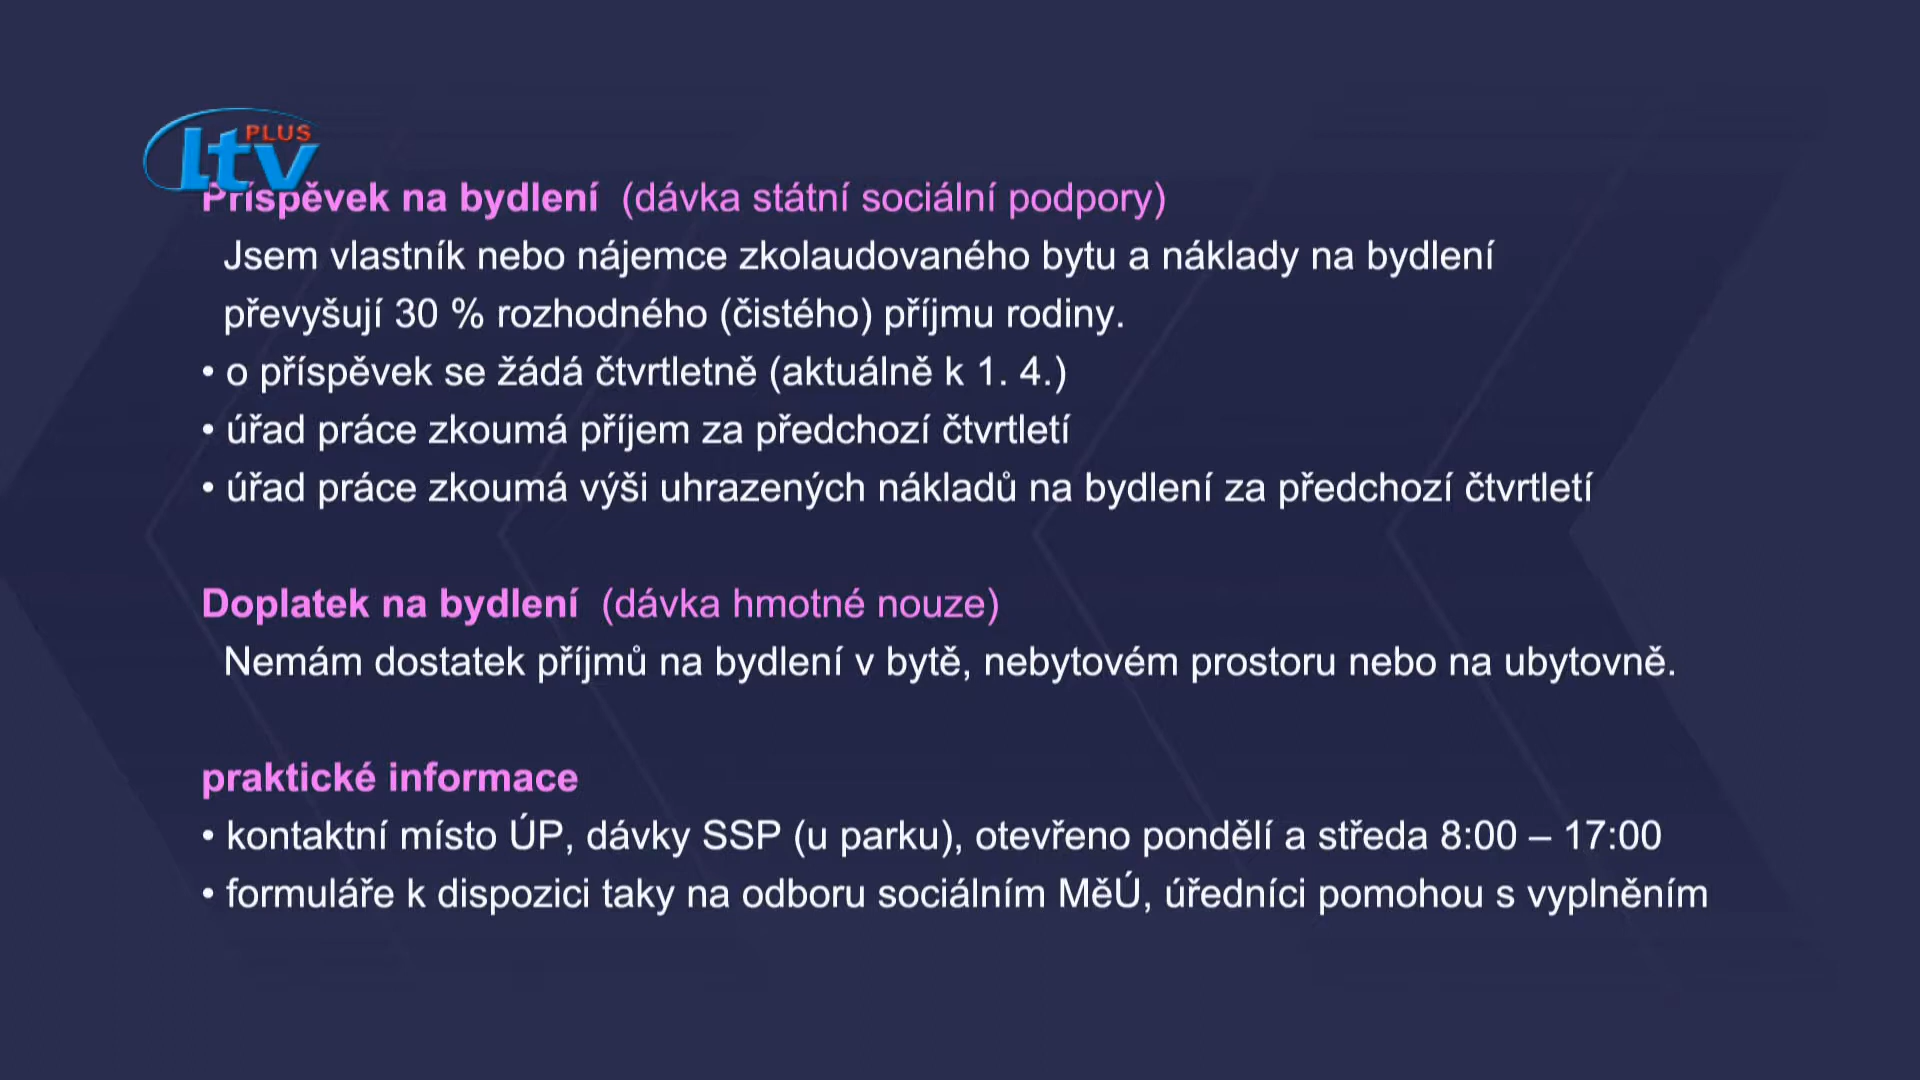 ltv PLUS
Příspěvek na bydlení (dávka státní sociální podpory)
Jsem vlastník nebo nájemce zkolaudovaného bytu a náklady na bydlení
převyšují 30 % rozhodného (čistého) příjmu rodiny.
• o příspěvek se žádá čtvrtletně (aktuálně k 1. 4.)
• úřad práce zkoumá příjem za předchozí čtvrtletí
• úřad práce zkoumá výši uhrazených nákladů na bydlení za předchozí čtvrtletí
Doplatek na bydlení (dávka hmotné nouze)
Nemám dostatek příjmů na bydlení v bytě, nebytovém prostoru nebo na ubytovně.
praktické informace
• kontaktní místo ÚP, dávky SSP (u parku), otevřeno pondělí a středa 8:00 – 17:00
• formuláře k dispozici taky na odboru sociálním MěÚ, úředníci pomohou s vyplněním